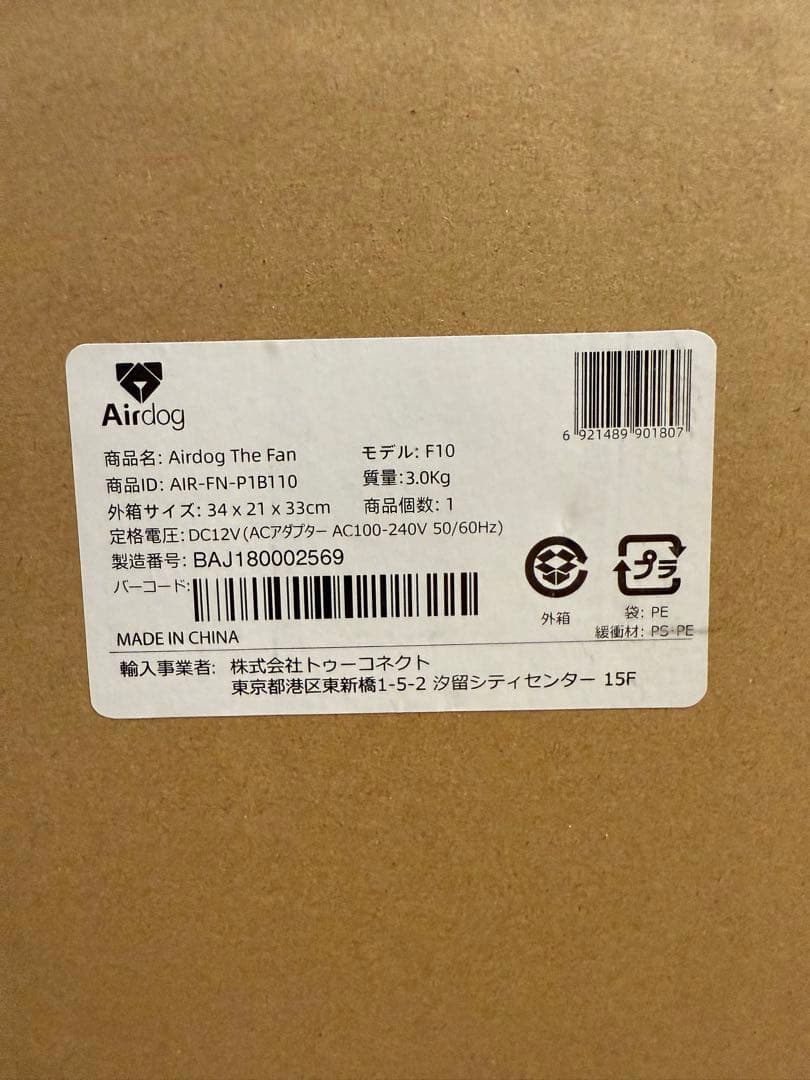 Airdog
6 921489 901807
商品名: Airdog The Fan モデル: F10
商品ID: AIR-FN-P1B110 質量:3.0Kg
外箱サイズ: 34 x 21 x 33cm 商品個数: 1
定格電圧: DC12V(ACアダプター AC100-240V 50/60Hz)
製造番号: BAJ180002569
バーコード:
プラ
外箱 袋: PE
緩衝材: PS・PE
MADE IN CHINA
輸入事業者: 株式会社トゥーコネクト
東京都港区東新橋1-5-2 汐留シティセンター 15F